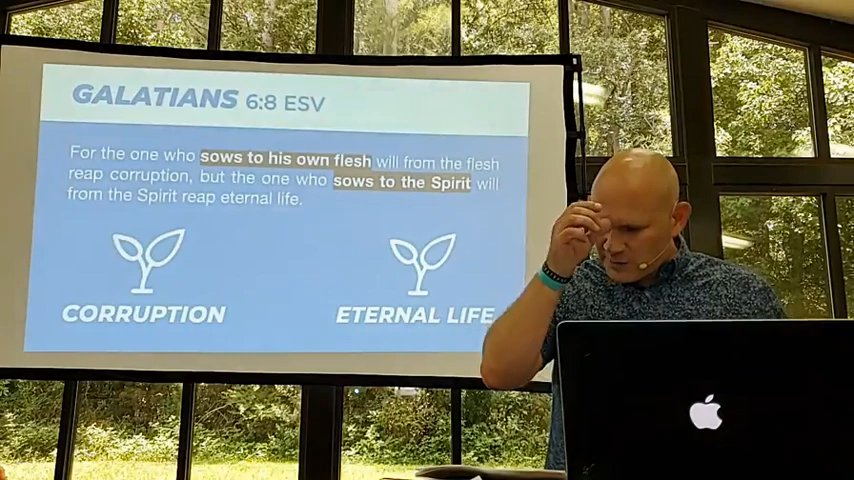 GALATIANS 6:8 ESV
For the one who sows to his own flesh will from the flesh
reap corruption, but the one who sows to the Spirit will
from the Spirit reap eternal life.
CORRUPTION
ETERNAL LIFE